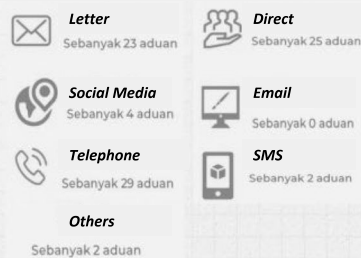 Letter
Sebanyak 23 aduan
Direct
Sebanyak 25 aduan
Social Media
Sebanyak 4 aduan
Email
Sebanyak 0 aduan
Telephone
Sebanyak 29 aduan
SMS
Sebanyak 2 aduan
Others
Sebanyak 2 aduan